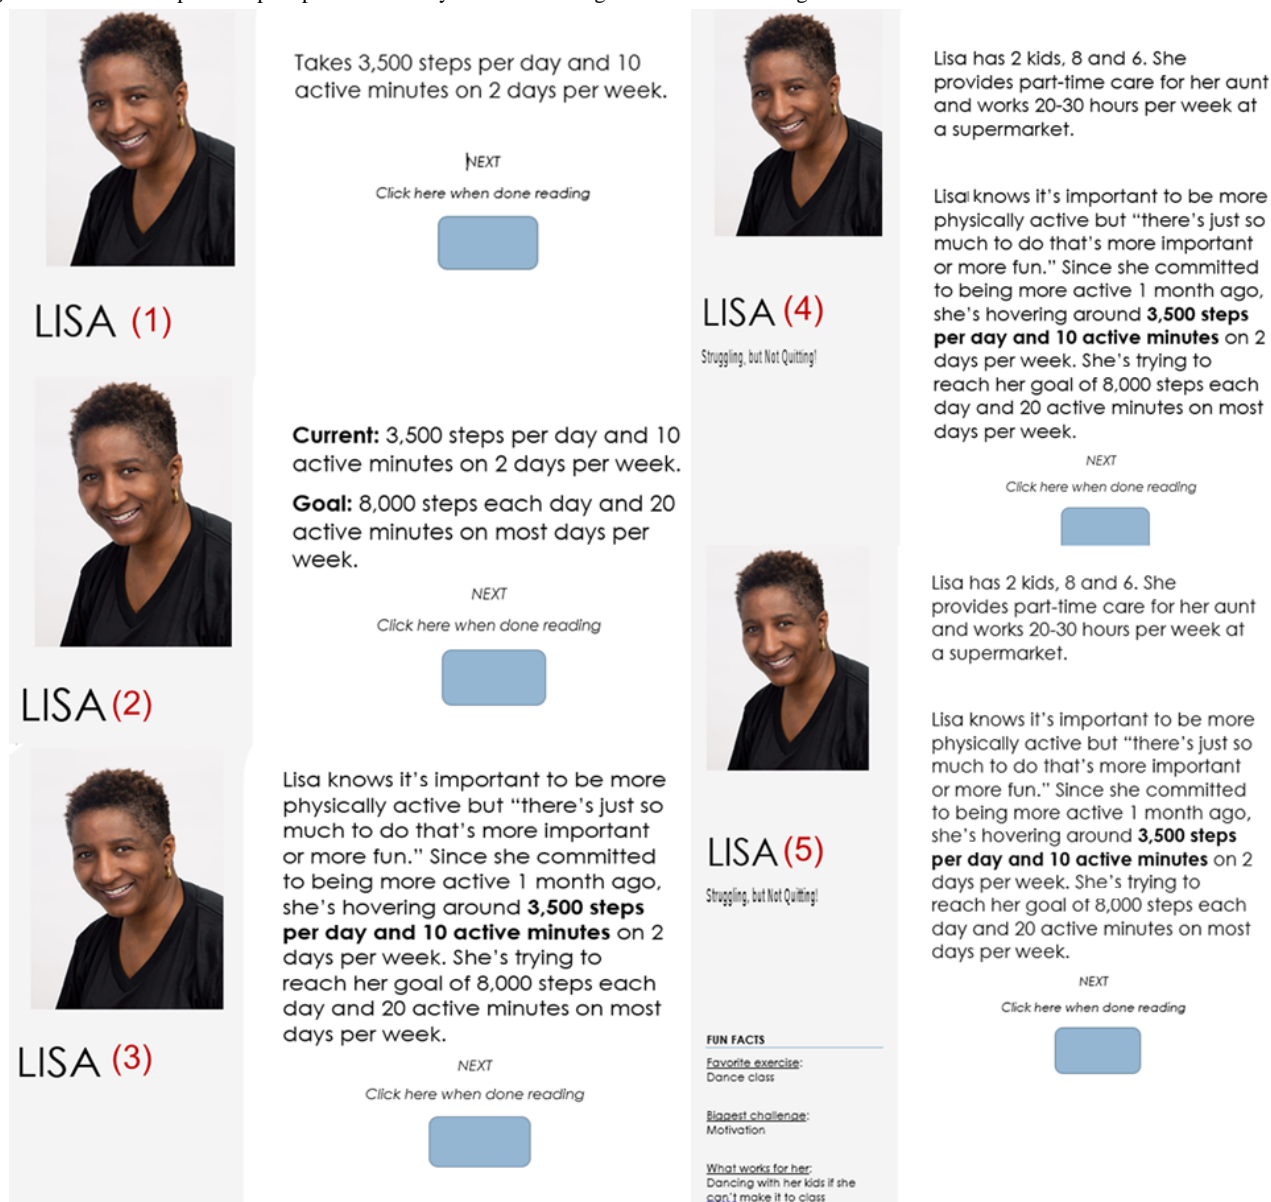 Takes 3,500 steps per day and 10
active minutes on 2 days per week.
NEXT
Click here when done reading
LISA (1)
Current: 3,500 steps per day and 10
active minutes on 2 days per week.
Goal: 8,000 steps each day and 20
active minutes on most days per
week.
NEXT
Click here when done reading
LISA (2)
Lisa knows it's important to be more
physically active but “there's just so
much to do that's more important
or more fun.” Since she committed
to being more active 1 month ago,
she's hovering around 3,500 steps
per day and 10 active minutes on 2
days per week. She's trying to
reach her goal of 8,000 steps each
day and 20 active minutes on most
days per week.
LISA (3)
NEXT
Click here when done reading
Lisa has 2 kids, 8 and 6. She
provides part-time care for her aunt
and works 20-30 hours per week at
a supermarket.
Lisa knows it's important to be more
physically active but “there's just so
much to do that's more important
or more fun.” Since she committed
to being more active 1 month ago,
she's hovering around 3,500 steps
per day and 10 active minutes on 2
days per week. She's trying to
reach her goal of 8,000 steps each
day and 20 active minutes on most
days per week.
LISA (4)
Struggling, but Not Quitting!
NEXT
Click here when done reading
Lisa has 2 kids, 8 and 6. She
provides part-time care for her aunt
and works 20-30 hours per week at
a supermarket.
Lisa knows it's important to be more
physically active but “there's just so
much to do that's more important
or more fun.” Since she committed
to being more active 1 month ago,
she's hovering around 3,500 steps
per day and 10 active minutes on 2
days per week. She's trying to
reach her goal of 8,000 steps each
day and 20 active minutes on most
days per week.
LISA (5)
Struggling, but Not Quitting!
NEXT
Click here when done reading
FUN FACTS
Favorite exercise:
Dance class
Biggest challenge:
Motivation
What works for her:
Dancing with her kids if she
can't make it to class